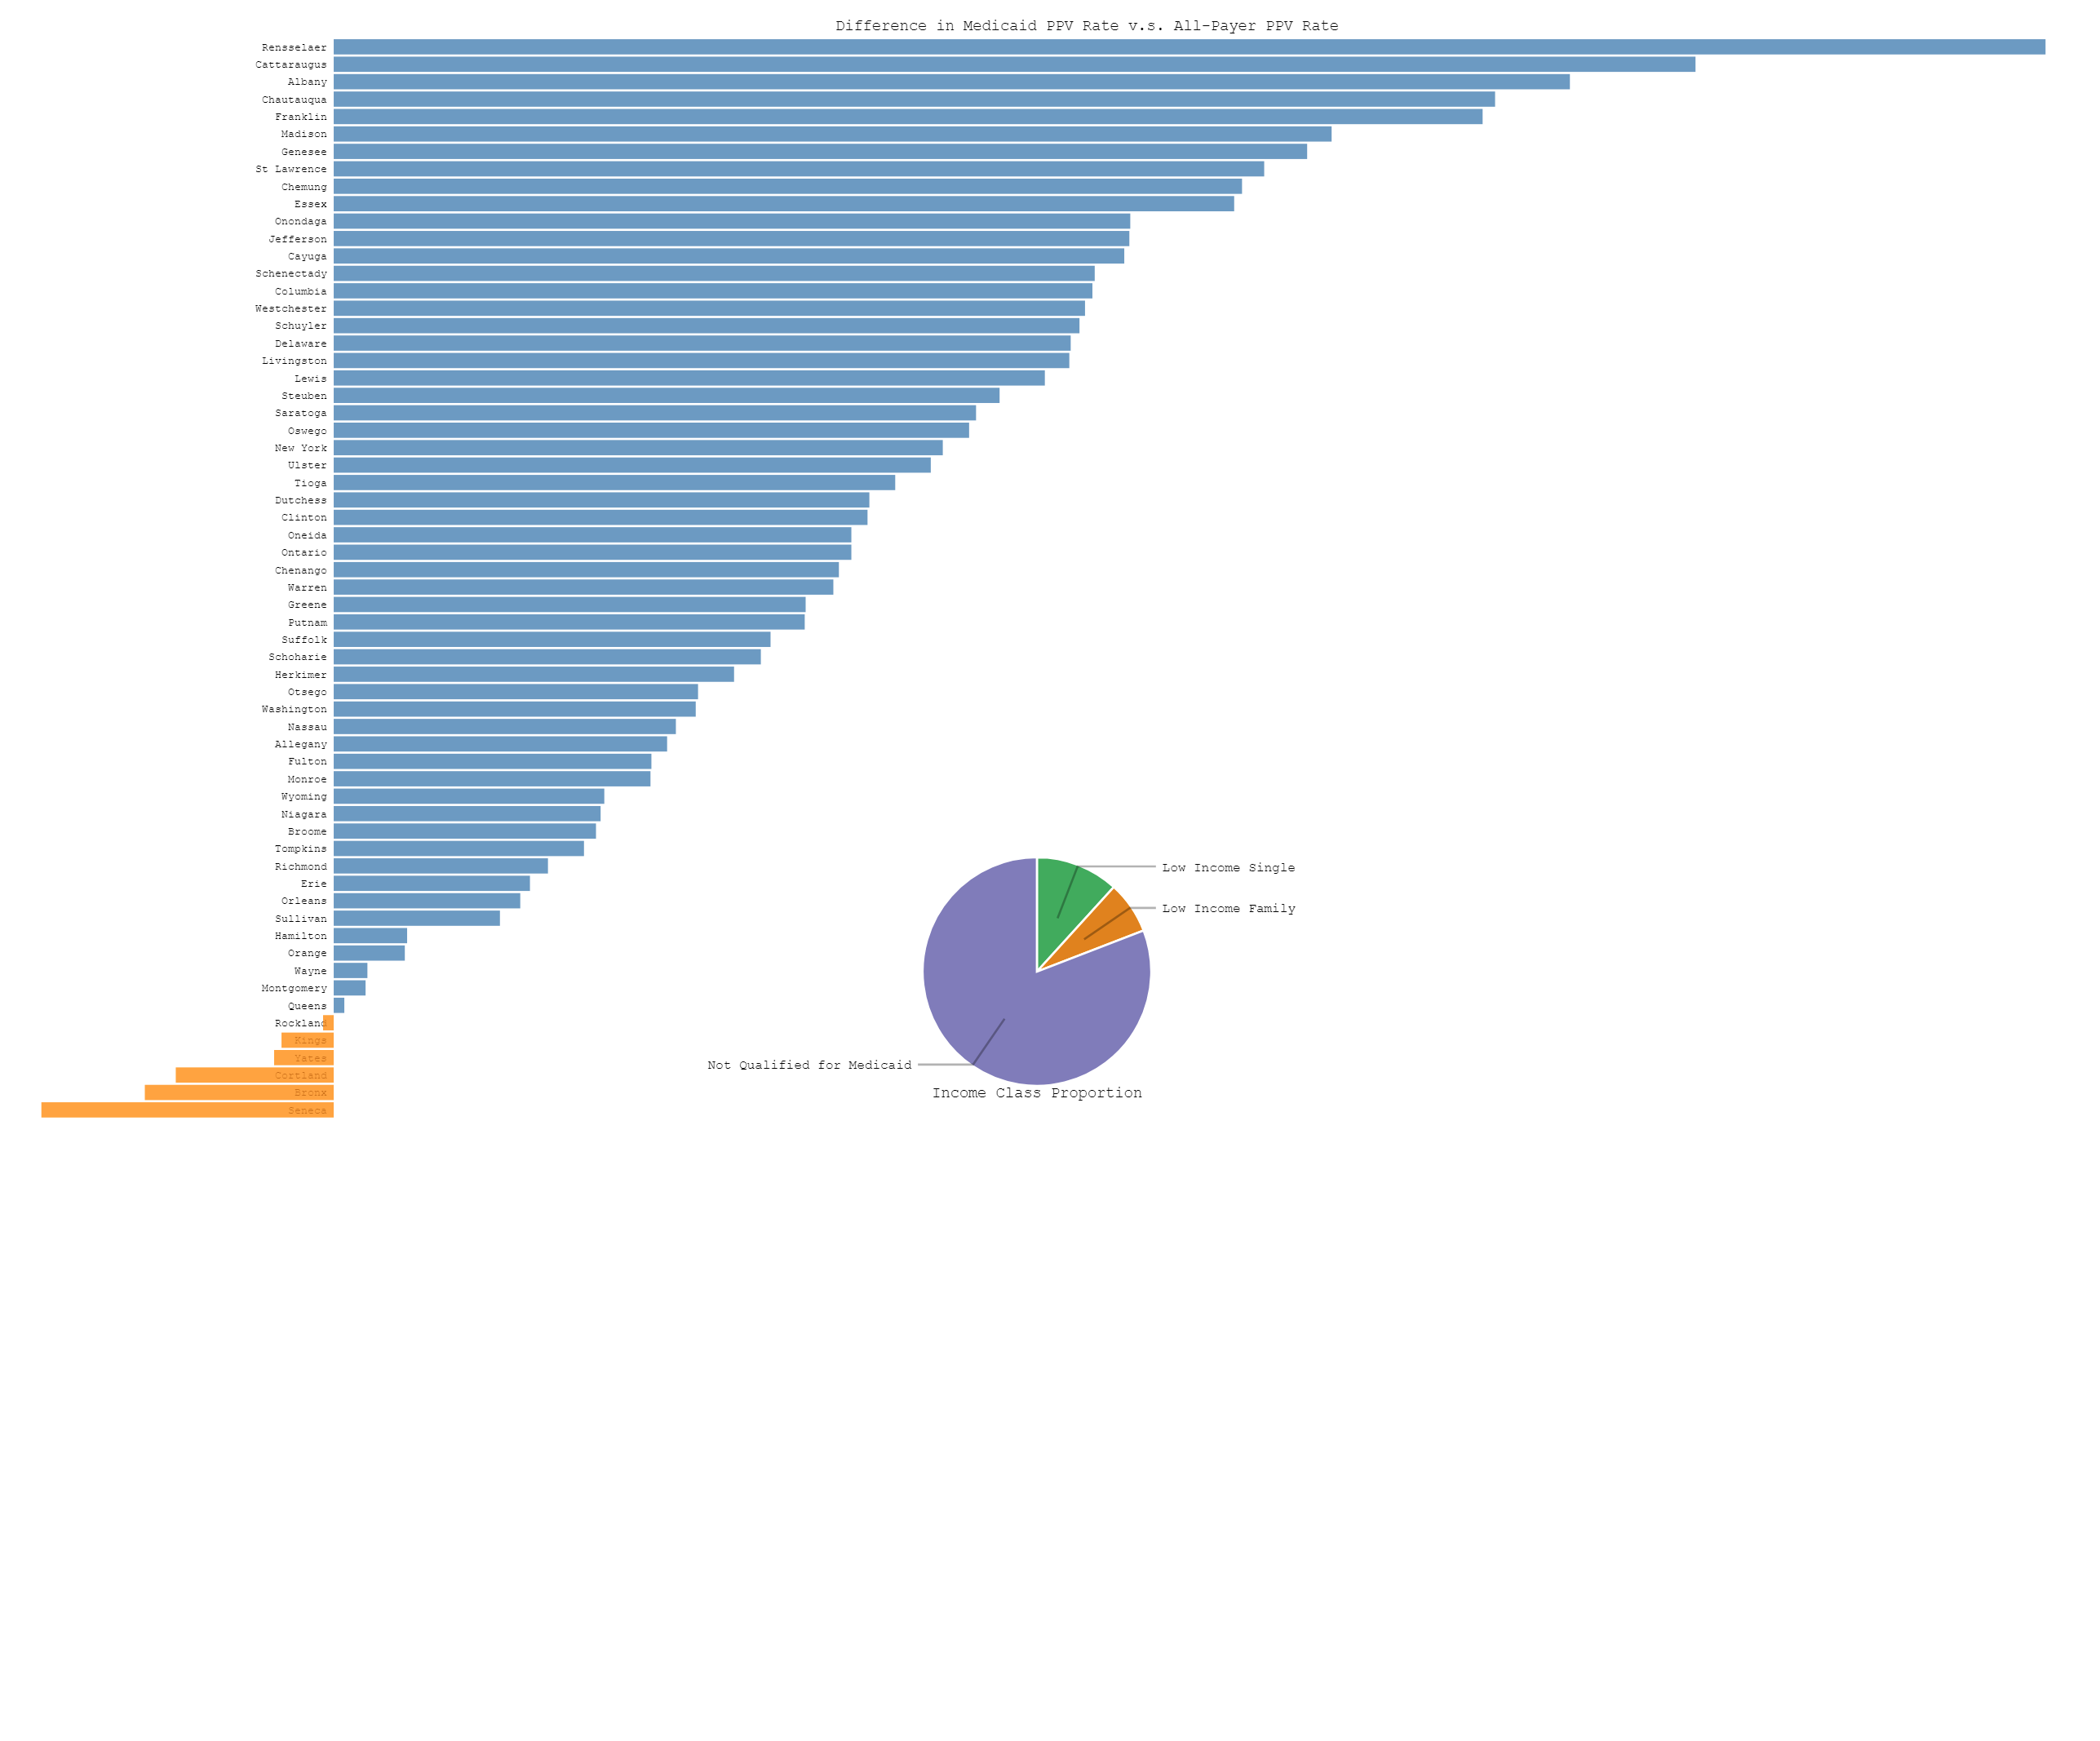 Difference in Medicaid PPV Rate v.s. All-Payer PPV Rate
Rensselaer
Cattaraugus
Albany
Chautauqua
Franklin
Madison
Genesee
St Lawrence
Chemung
Essex
Onondaga
Jefferson
Cayuga
Schenectady
Columbia
Westchester
Schuyler
Delaware
Livingston
Lewis
Steuben
Saratoga
Oswego
New York
Ulster
Tioga
Dutchess
Clinton
Oneida
Ontario
Chenango
Warren
Greene
Putnam
Suffolk
Schoharie
Herkimer
Otsego
Washington
Nassau
Allegany
Fulton
Monroe
Wyoming
Niagara
Broome
Tompkins
Richmond
Erie
Orleans
Sullivan
Hamilton
Orange
Wayne
Montgomery
Queens
Rockland
Kings
Yates
Cortland
Bronx
Seneca
Low Income Single
Low Income Family
Not Qualified for Medicaid
Income Class Proportion